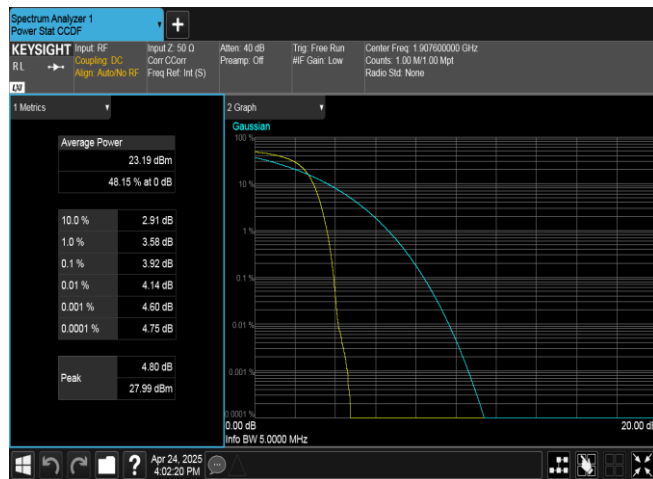 Spectrum Analyzer 1
Power Stat CCDF
KEYSIGHT
RL
LXI
Input: RF
Coupling: DC
Align: Auto/No RF
Input Z: 50 Ω
Corr CCorr
Freq Ref: Int (S)
Atten: 40 dB
Preamp: Off
Trig: Free Run
#IF Gain: Low
Center Freq: 1.907600000 GHz
Counts: 1.00 M/1.00 Mpt
Radio Std: None
1 Metrics
Average Power
23.19 dBm
48.15 % at 0 dB
10.0 % 2.91 dB
1.0 % 3.58 dB
0.1 % 3.92 dB
0.01 % 4.14 dB
0.001 % 4.60 dB
0.0001 % 4.75 dB
Peak
4.80 dB
27.99 dBm
2 Graph
Gaussian
100 %
10 %
1 %
0.1 %
0.01 %
0.001 %
0.0001 %
0.00 dB
20.00 dB
Info BW 5.0000 MHz
?
Apr 24, 2025
4:02:20 PM